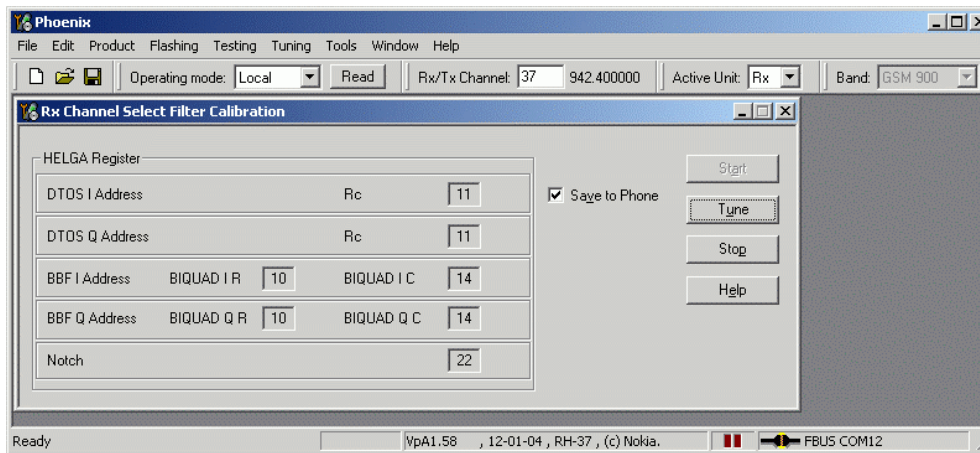 Phoenix
File Edit Product Flashing Testing Tuning Tools Window Help
Operating mode: Local Read Rx/Tx Channel: 37 942.400000 Active Unit: Rx Band: GSM 900
Rx Channel Select Filter Calibration
HELGA Register
DTOS I Address Rc 11
DTOS Q Address Rc 11
BBF I Address BIQUAD I R 10 BIQUAD I C 14
BBF Q Address BIQUAD Q R 10 BIQUAD Q C 14
Notch 22
Save to Phone
Start
Tune
Stop
Help
Ready VpA1.58 , 12-01-04 , RH-37 , (c) Nokia. FBUS COM12